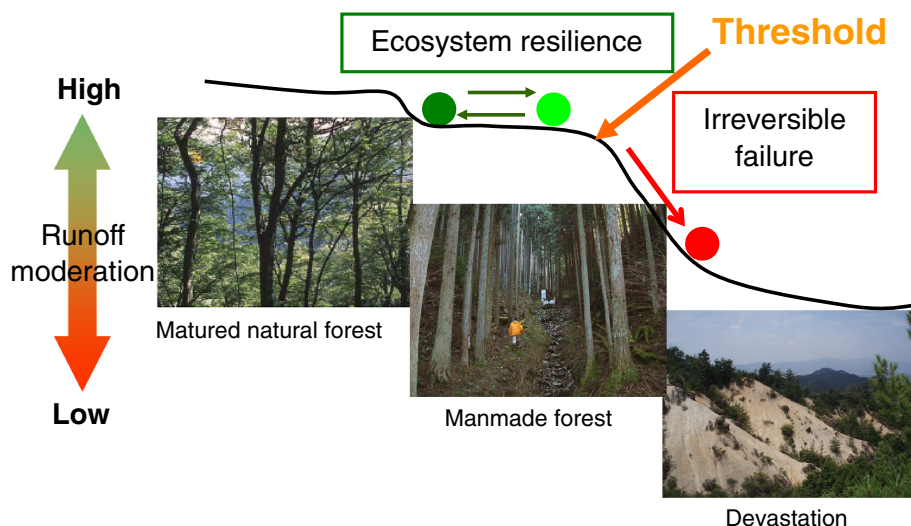 Ecosystem resilience
Threshold
High
Irreversible
failure
Runoff
moderation
Matured natural forest
Low
Manmade forest
Devastation